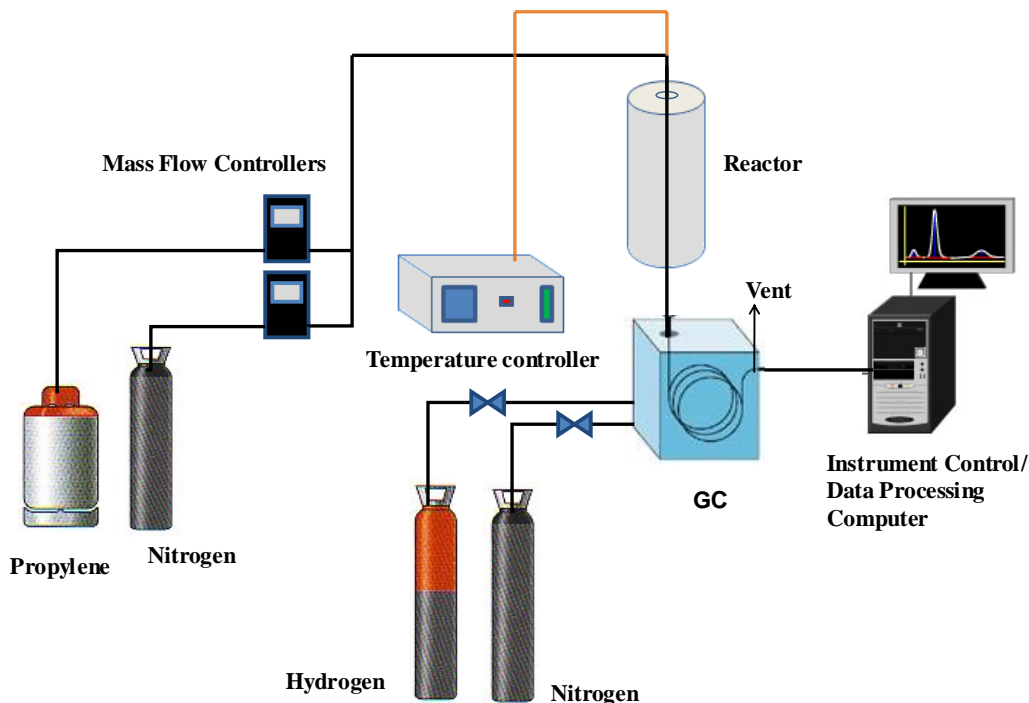 Mass Flow Controllers
Reactor
Vent
Temperature controller
Instrument Control/
Data Processing
Computer
GC
Propylene
Nitrogen
Hydrogen
Nitrogen